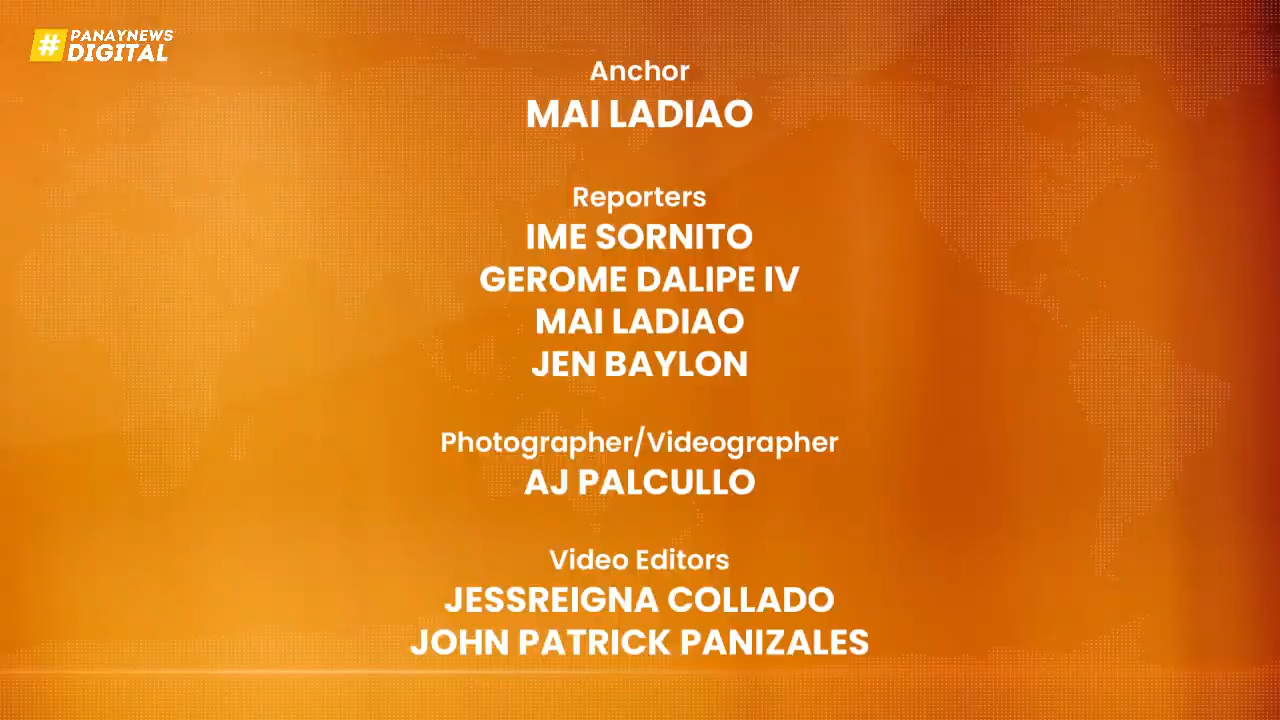 # PANAYNEWS
DIGITAL
Anchor
MAI LADIAO
Reporters
IME SORNITO
GEROME DALIPE IV
MAI LADIAO
JEN BAYLON
Photographer/Videographer
AJ PALCULLO
Video Editors
JESSREIGNA COLLADO
JOHN PATRICK PANIZALES